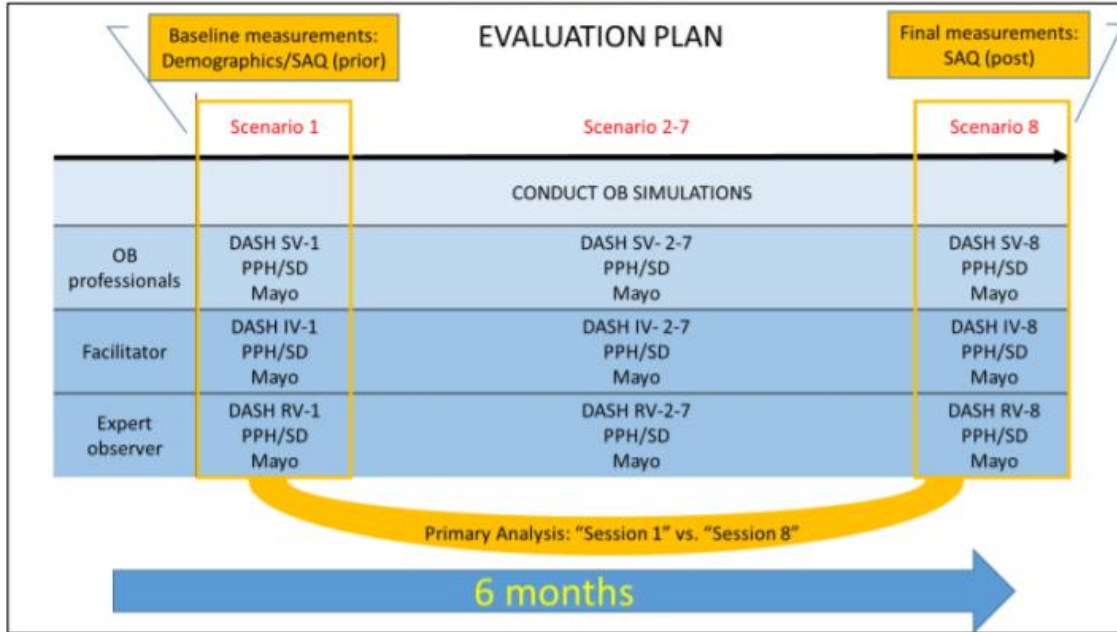 Baseline measurements:
Demographics/SAQ (prior)
EVALUATION PLAN
Final measurements:
SAQ (post)
Scenario 1
Scenario 2-7
Scenario 8
CONDUCT OB SIMULATIONS
OB
professionals
DASH SV-1
PPH/SD
Mayo
DASH SV- 2-7
PPH/SD
Mayo
DASH SV-8
PPH/SD
Mayo
Facilitator
DASH IV-1
PPH/SD
Mayo
DASH IV- 2-7
PPH/SD
Mayo
DASH IV-8
PPH/SD
Mayo
Expert
observer
DASH RV-1
PPH/SD
Mayo
DASH RV-2-7
PPH/SD
Mayo
DASH RV-8
PPH/SD
Mayo
Primary Analysis: “Session 1” vs. “Session 8”
6 months